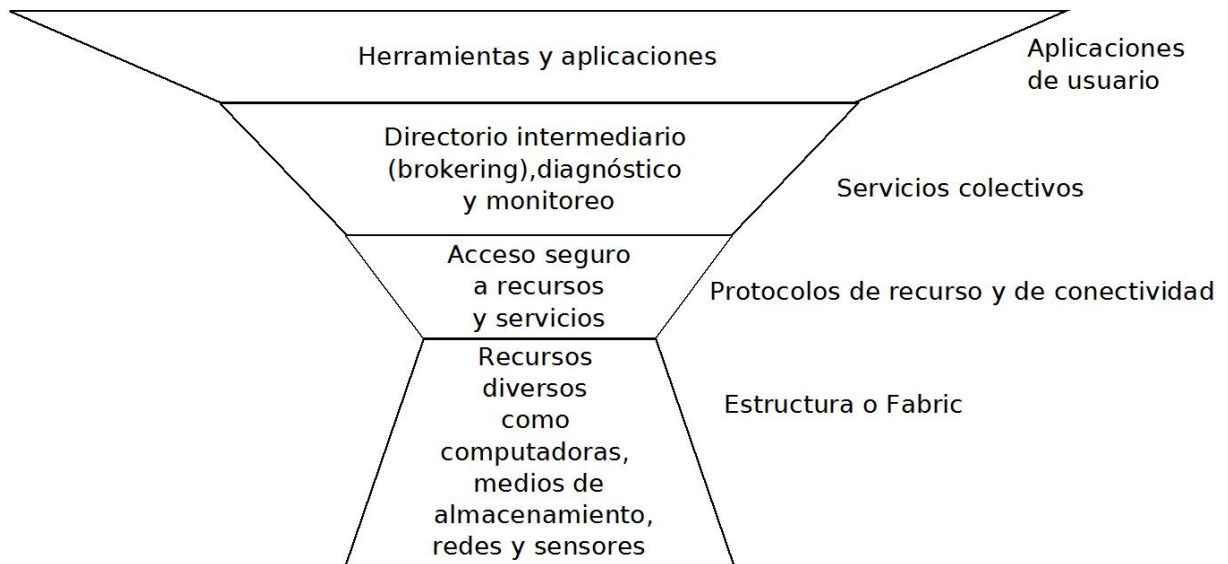 Herramientas y aplicaciones
Aplicaciones
de usuario
Directorio intermediario
(brokering),diagnóstico
y monitoreo
Servicios colectivos
Acceso seguro
a recursos
y servicios
Protocolos de recurso y de conectividad
Recursos
diversos
como
computadoras,
medios de
almacenamiento,
redes y sensores
Estructura o Fabric